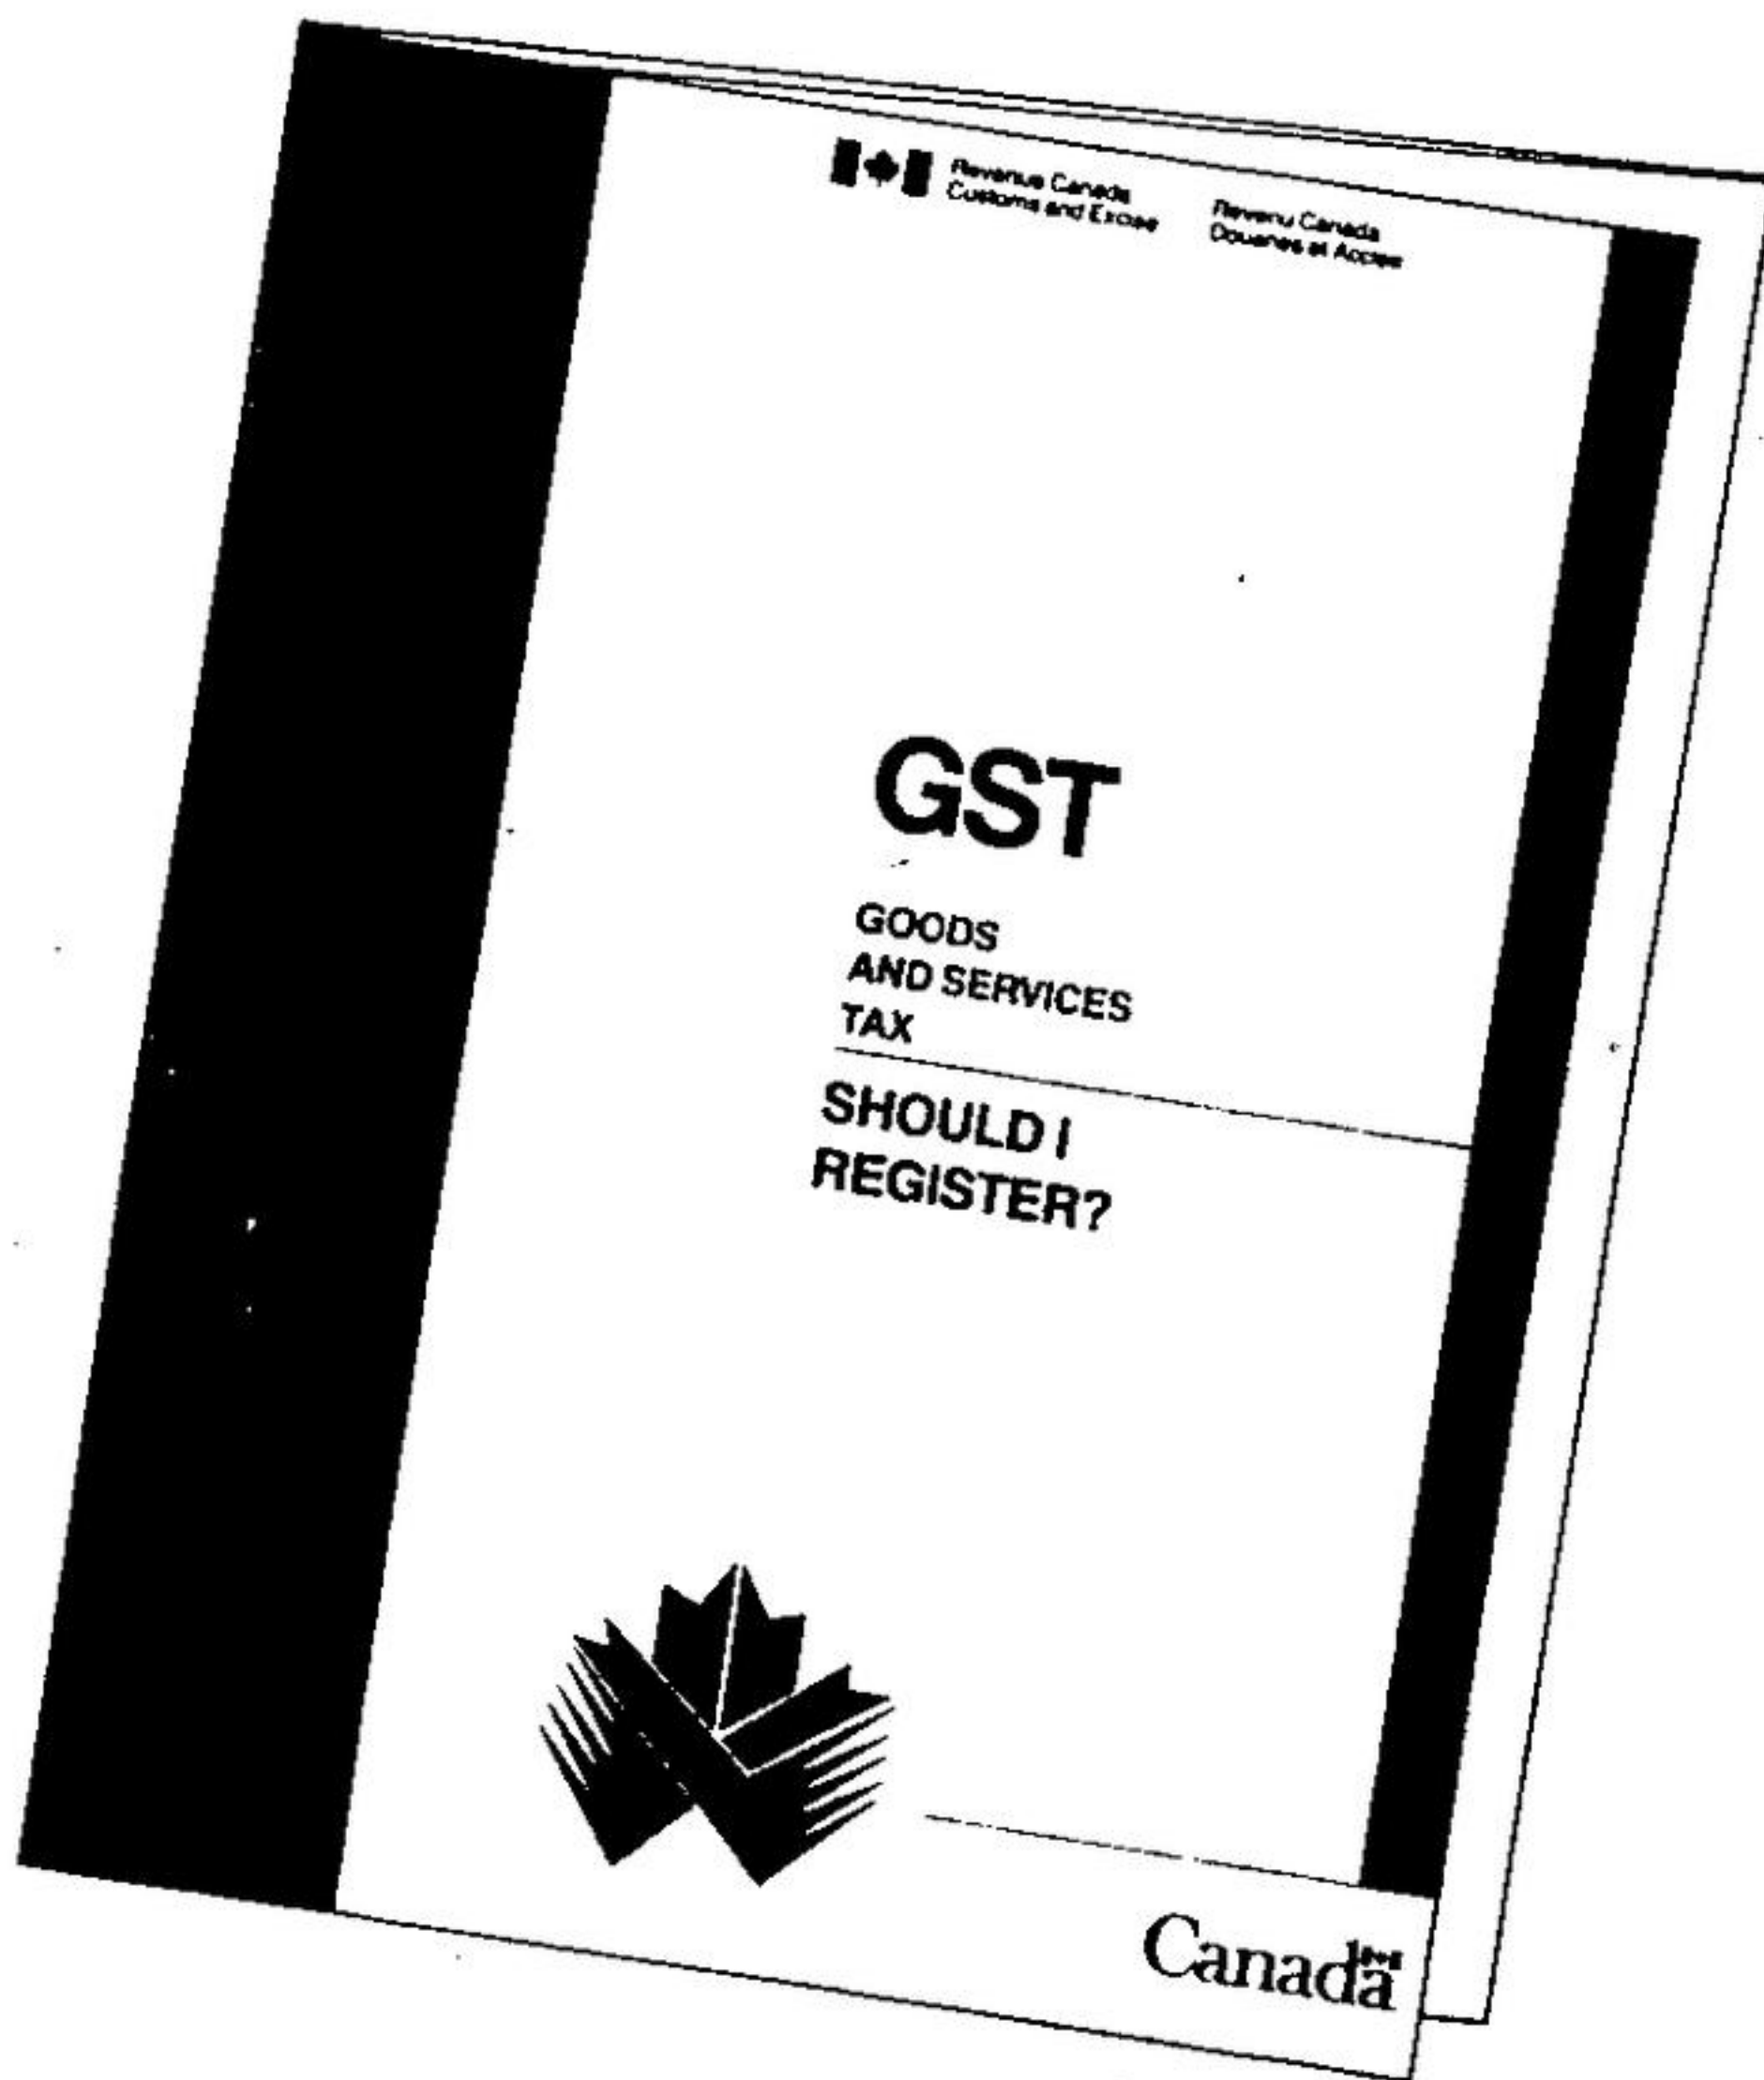 Revenue Canada
Customs and Excise
Revenu Canada
Douanes et Accise
GST
GOODS
AND SERVICES
TAX
SHOULD I
REGISTER?
Canada